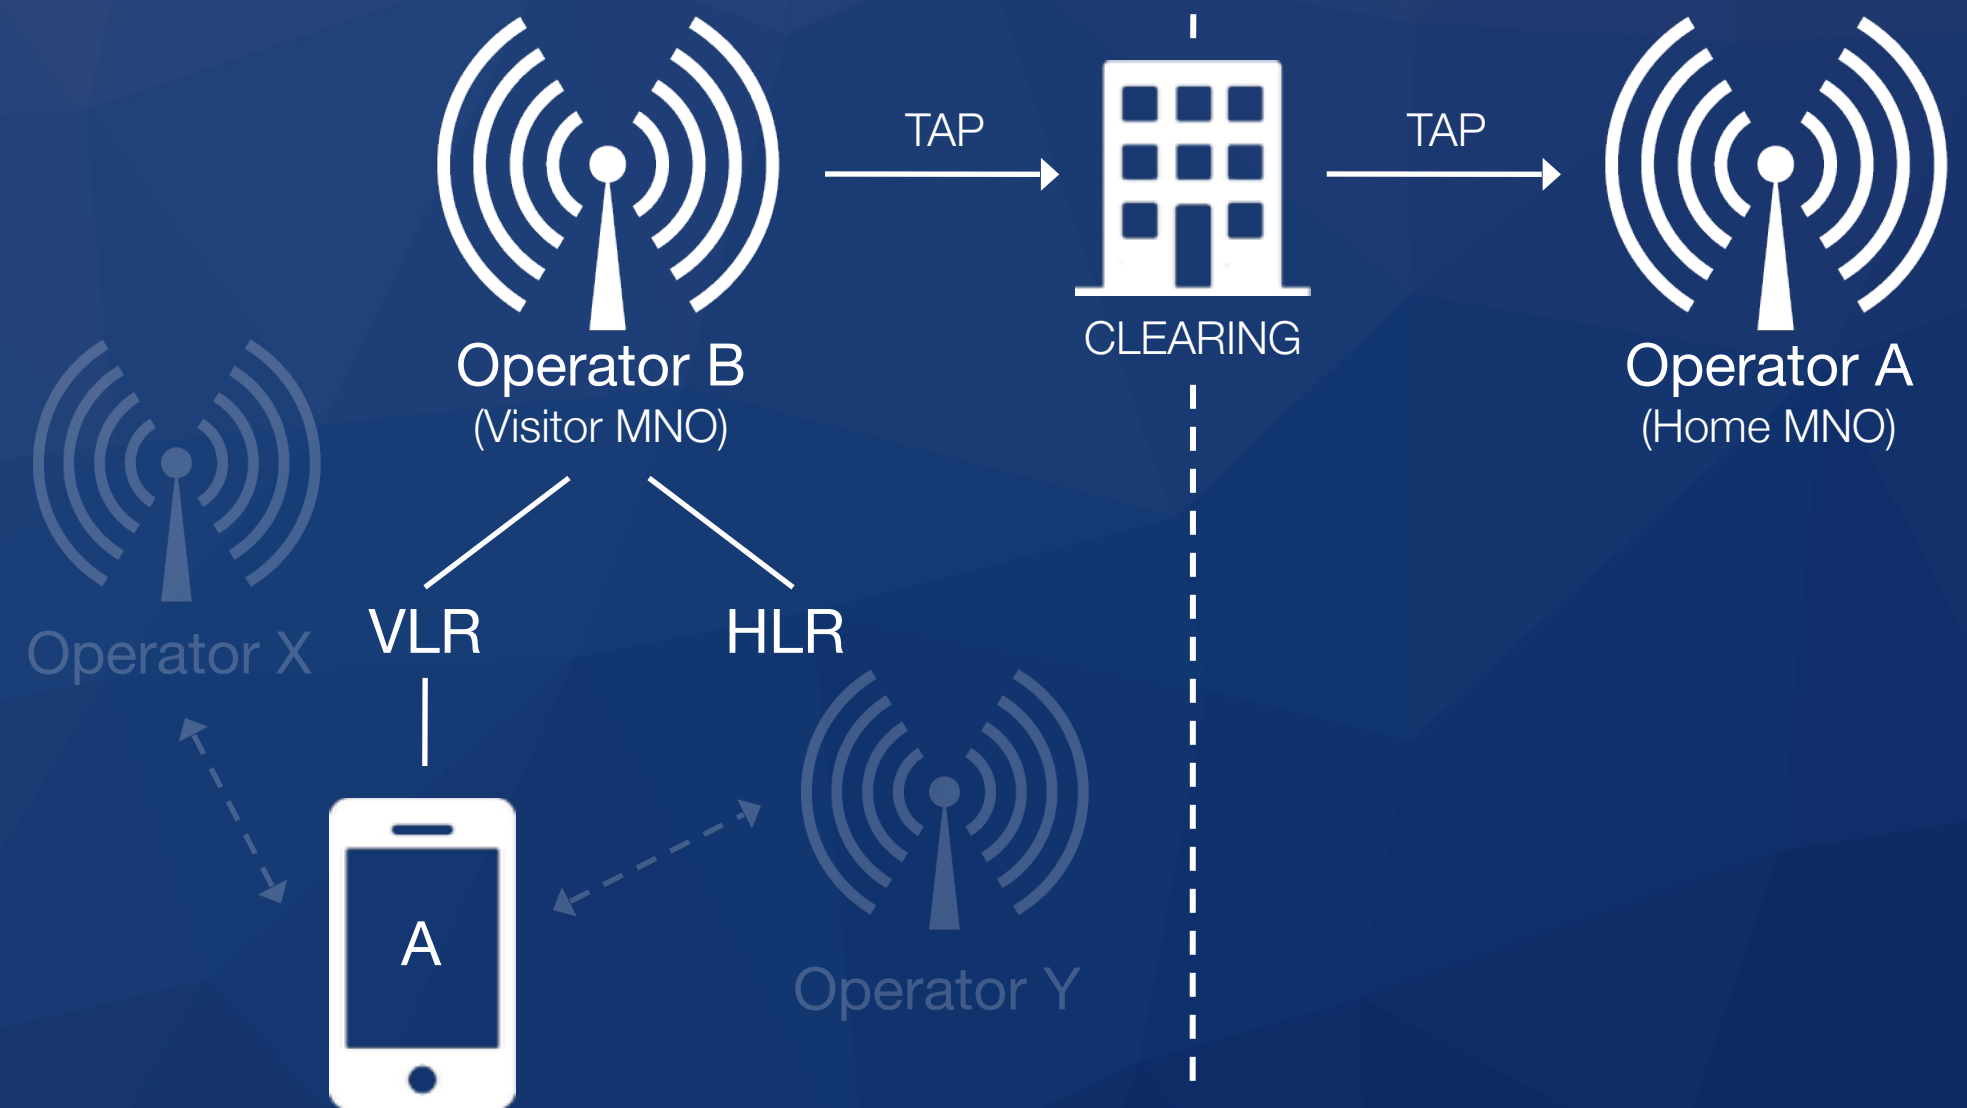 TAP
TAP
CLEARING
Operator B
(Visitor MNO)
Operator A
(Home MNO)
Operator X
VLR
HLR
A
Operator Y